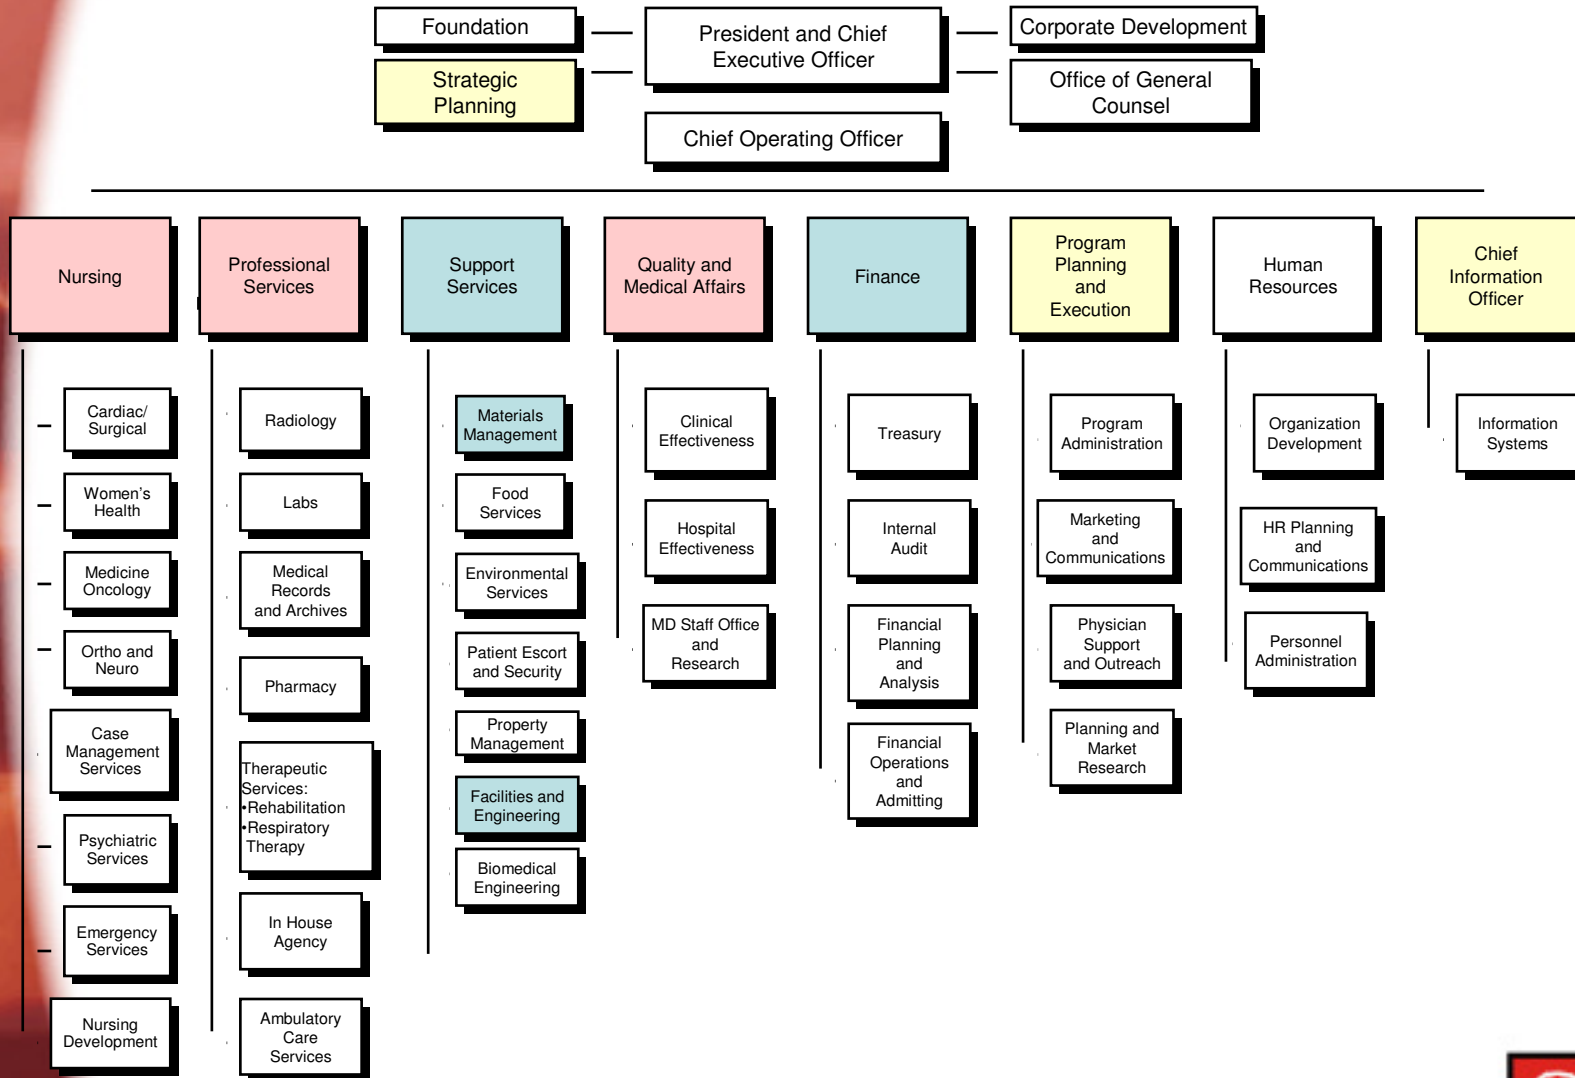 Foundation
President and Chief
Executive Officer
Corporate Development
Strategic
Planning
Office of General
Counsel
Chief Operating Officer
Nursing
Professional
Services
Support
Services
Quality and
Medical Affairs
Finance
Program
Planning
and
Execution
Human
Resources
Chief
Information
Officer
Cardiac/
Surgical
Women's
Health
Medicine
Oncology
Ortho and
Neuro
Case
Management
Services
Psychiatric
Services
Emergency
Services
Nursing
Development
Radiology
Labs
Medical
Records
and Archives
Pharmacy
Therapeutic
Services:
•Rehabilitation
•Respiratory
Therapy
In House
Agency
Ambulatory
Care
Services
Materials
Management
Food
Services
Environmental
Services
Patient Escort
and Security
Property
Management
Facilities and
Engineering
Biomedical
Engineering
Clinical
Effectiveness
Hospital
Effectiveness
MD Staff Office
and
Research
Treasury
Internal
Audit
Financial
Planning
and
Analysis
Financial
Operations
and
Admitting
Program
Administration
Marketing
and
Communications
Physician
Support
and Outreach
Planning and
Market
Research
Organization
Development
HR Planning
and
Communications
Personnel
Administration
Information
Systems